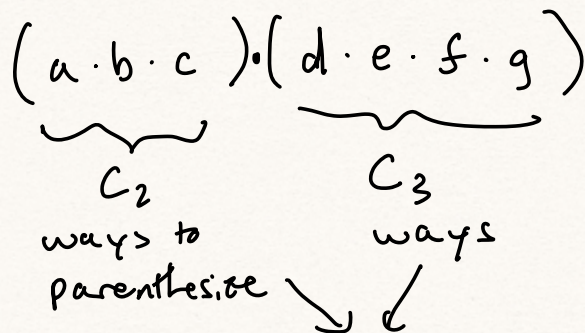 (a · b · c) · (d · e · f · g)
C₂ C₃
ways to ways
parenthesize